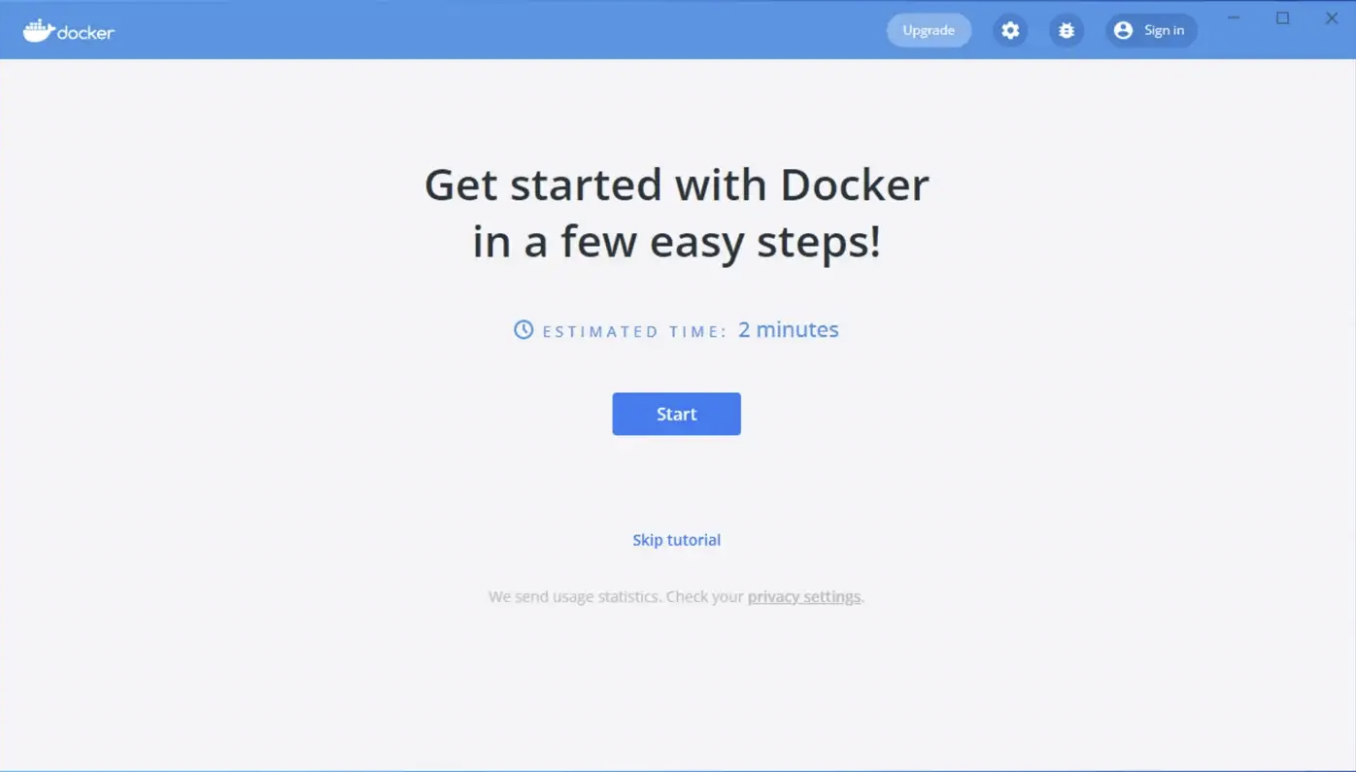 docker
Upgrade
Sign in
Get started with Docker
in a few easy steps!
ESTIMATED TIME: 2 minutes
Start
Skip tutorial
We send usage statistics. Check your privacy settings.